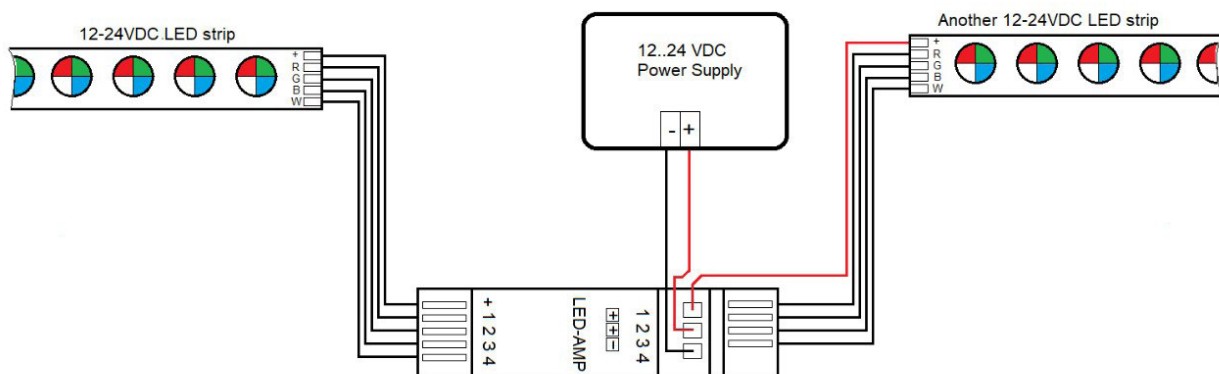 12-24VDC LED strip
+
R
G
B
W
12..24 VDC
Power Supply
- +
Another 12-24VDC LED strip
+
R
G
B
W
+ 1 2 3 4
LED-AMP
+ + -
1 2 3 4